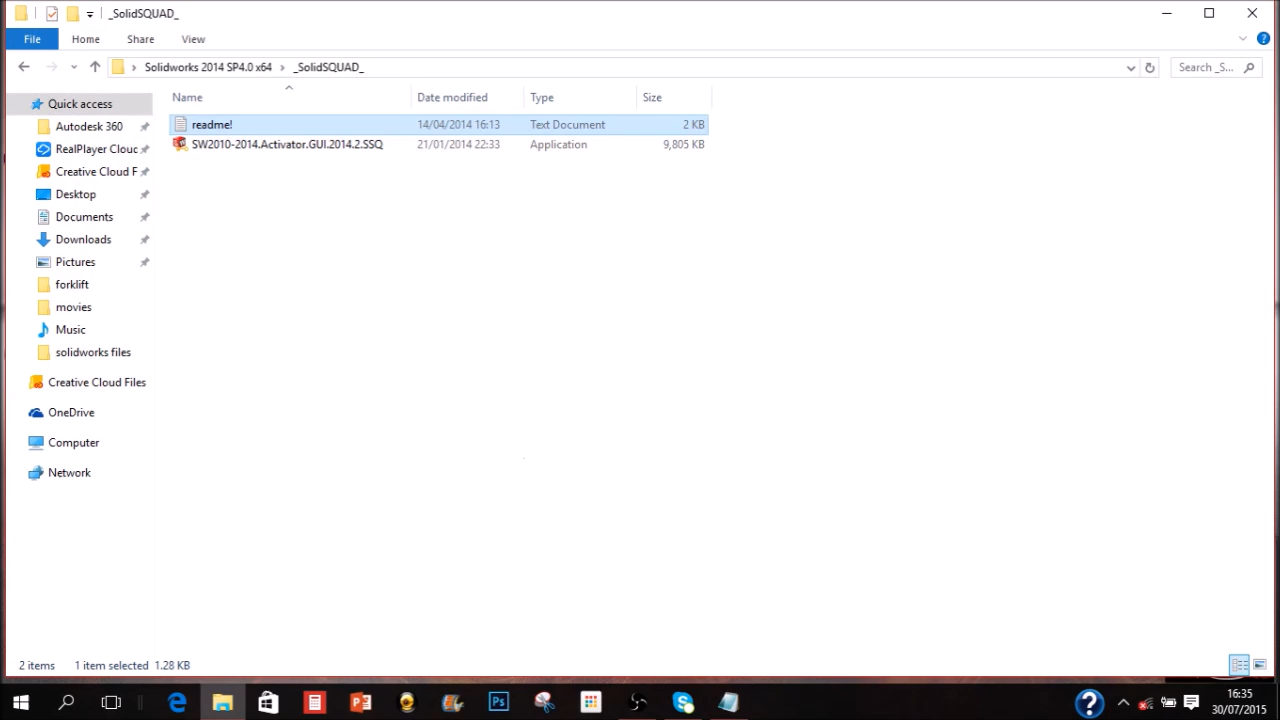 _SolidSQUAD_
File Home Share View
Solidworks 2014 SP4.0 x64 _SolidSQUAD_ Search _S...
Name Date modified Type Size
Quick access
readme! 14/04/2014 16:13 Text Document 2 KB
Autodesk 360
SW2010-2014.Activator.GUI.2014.2.SSQ 21/01/2014 22:33 Application 9,805 KB
RealPlayer Cloud
Creative Cloud F
Desktop
Documents
Downloads
Pictures
forklift
movies
Music
solidworks files
Creative Cloud Files
OneDrive
Computer
Network
2 items 1 item selected 1.28 KB
Ps
16:35
30/07/2015